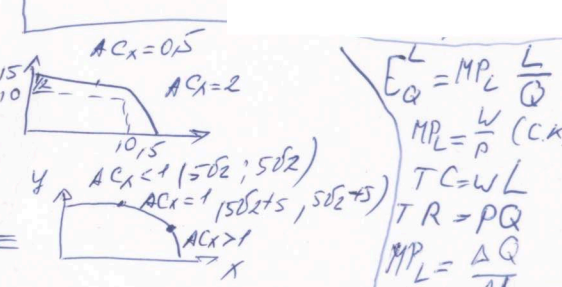 ACx=0,5
15
10
ACx=2
10,5
ACx<1 (5√2; 5√2)
y
ACx=1 (5√2+5, 5√2+5)
ACx>1
x
E^L_Q = MP_L L/Q
MP_L = W/P (С.К
TC=wL
TR=PQ
MP_L = ΔQ